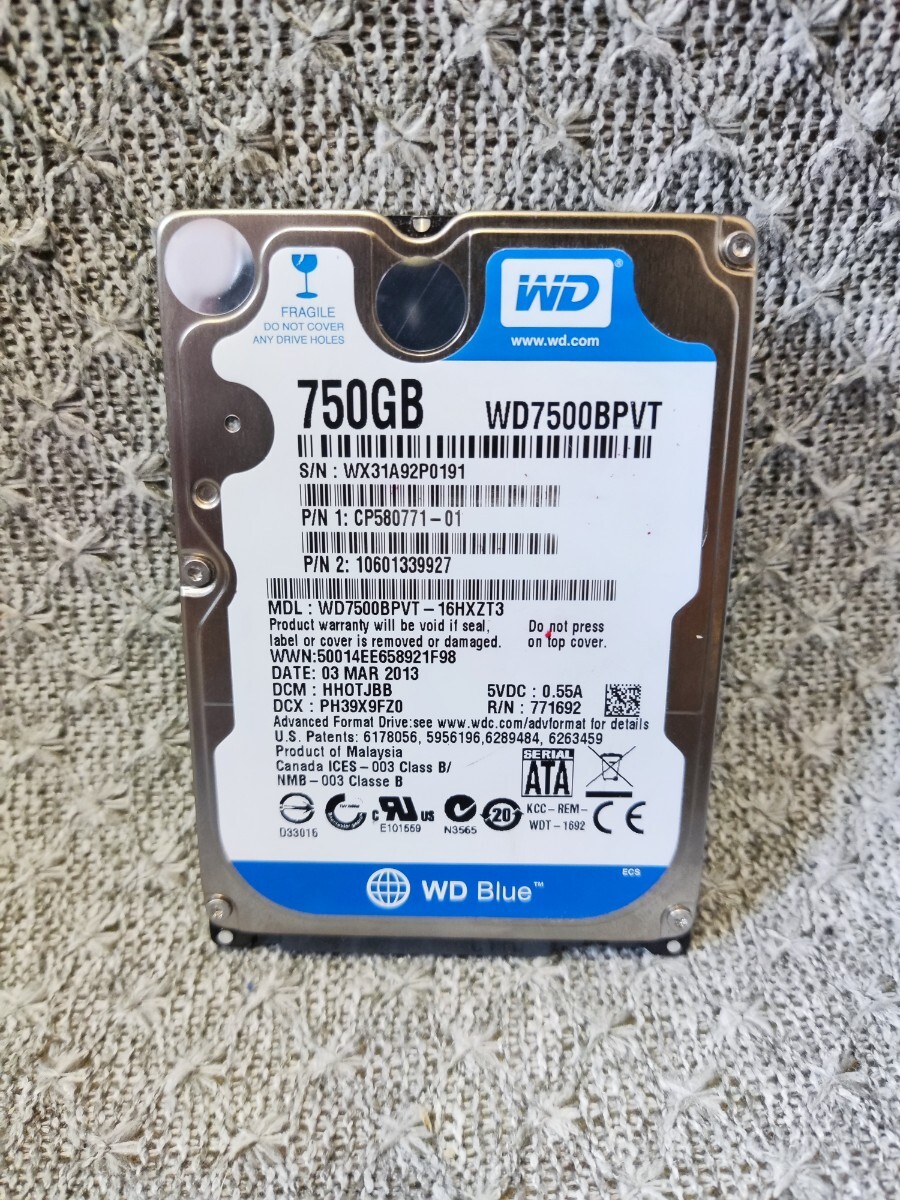 FRAGILE
DO NOT COVER
ANY DRIVE HOLES
WD®
www.wd.com
750GB WD7500BPVT
S/N : WX31A92P0191
P/N 1: CP580771-01
P/N 2: 10601339927
MDL : WD7500BPVT-16HXZT3
Product warranty will be void if seal,
label or cover is removed or damaged.
Do not press
on top cover.
WWN:50014EE658921F98
DATE: 03 MAR 2013
DCM : HHOTJBB 5VDC : 0.55A
DCX : PH39X9FZ0 R/N : 771692
Advanced Format Drive:see www.wdc.com/advformat for details
U.S. Patents: 6178056, 5956196,6289484, 6263459
Product of Malaysia
Canada ICES-003 Class B/
NMB-003 Classe B
SERIAL
ATA
D33016
c UL US
E101559
N3565
20
KCC-REM-
WDT-1692
CE
ECS
WD Blue™